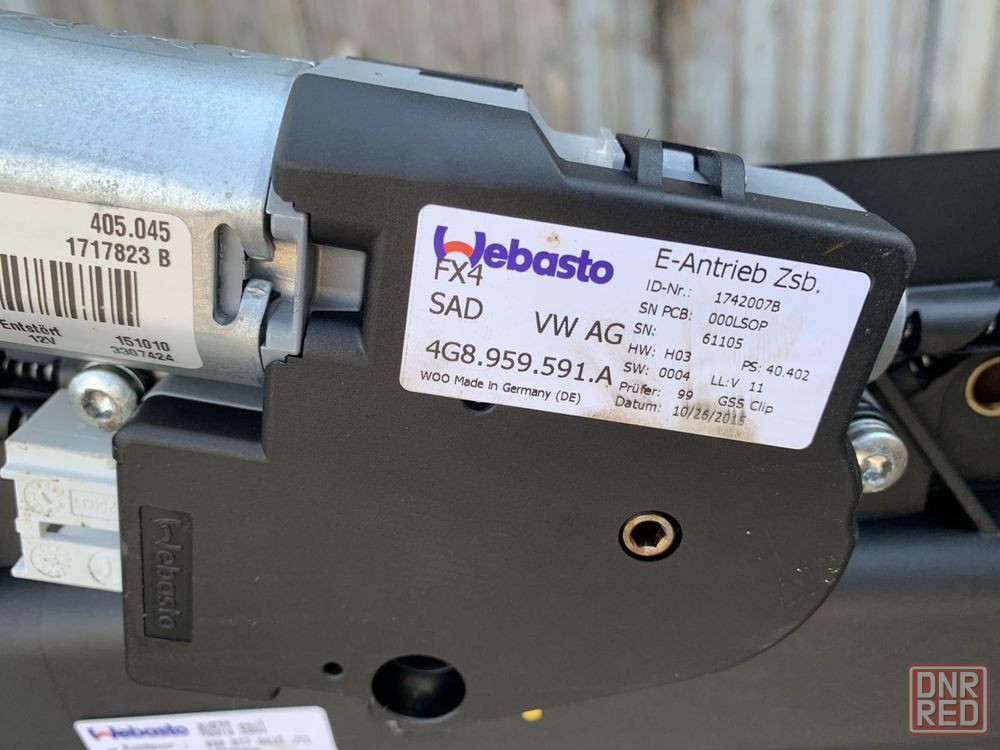 405.045
1717823 B
Entstört
12V
151010
3307424
Webasto
FX4
SAD
VW AG
4G8.959.591.A
WOO Made in Germany (DE)
E-Antrieb Zsb.
ID-Nr.: 1742007B
SN PCB: 000LSOP
SN: 61105
HW: H03 PS: 40.402
SW: 0004 LL:V 11
Prüfer: 99 GSS Clip
Datum: 10/26/2015
Webasto
Webasto
DNR
RED